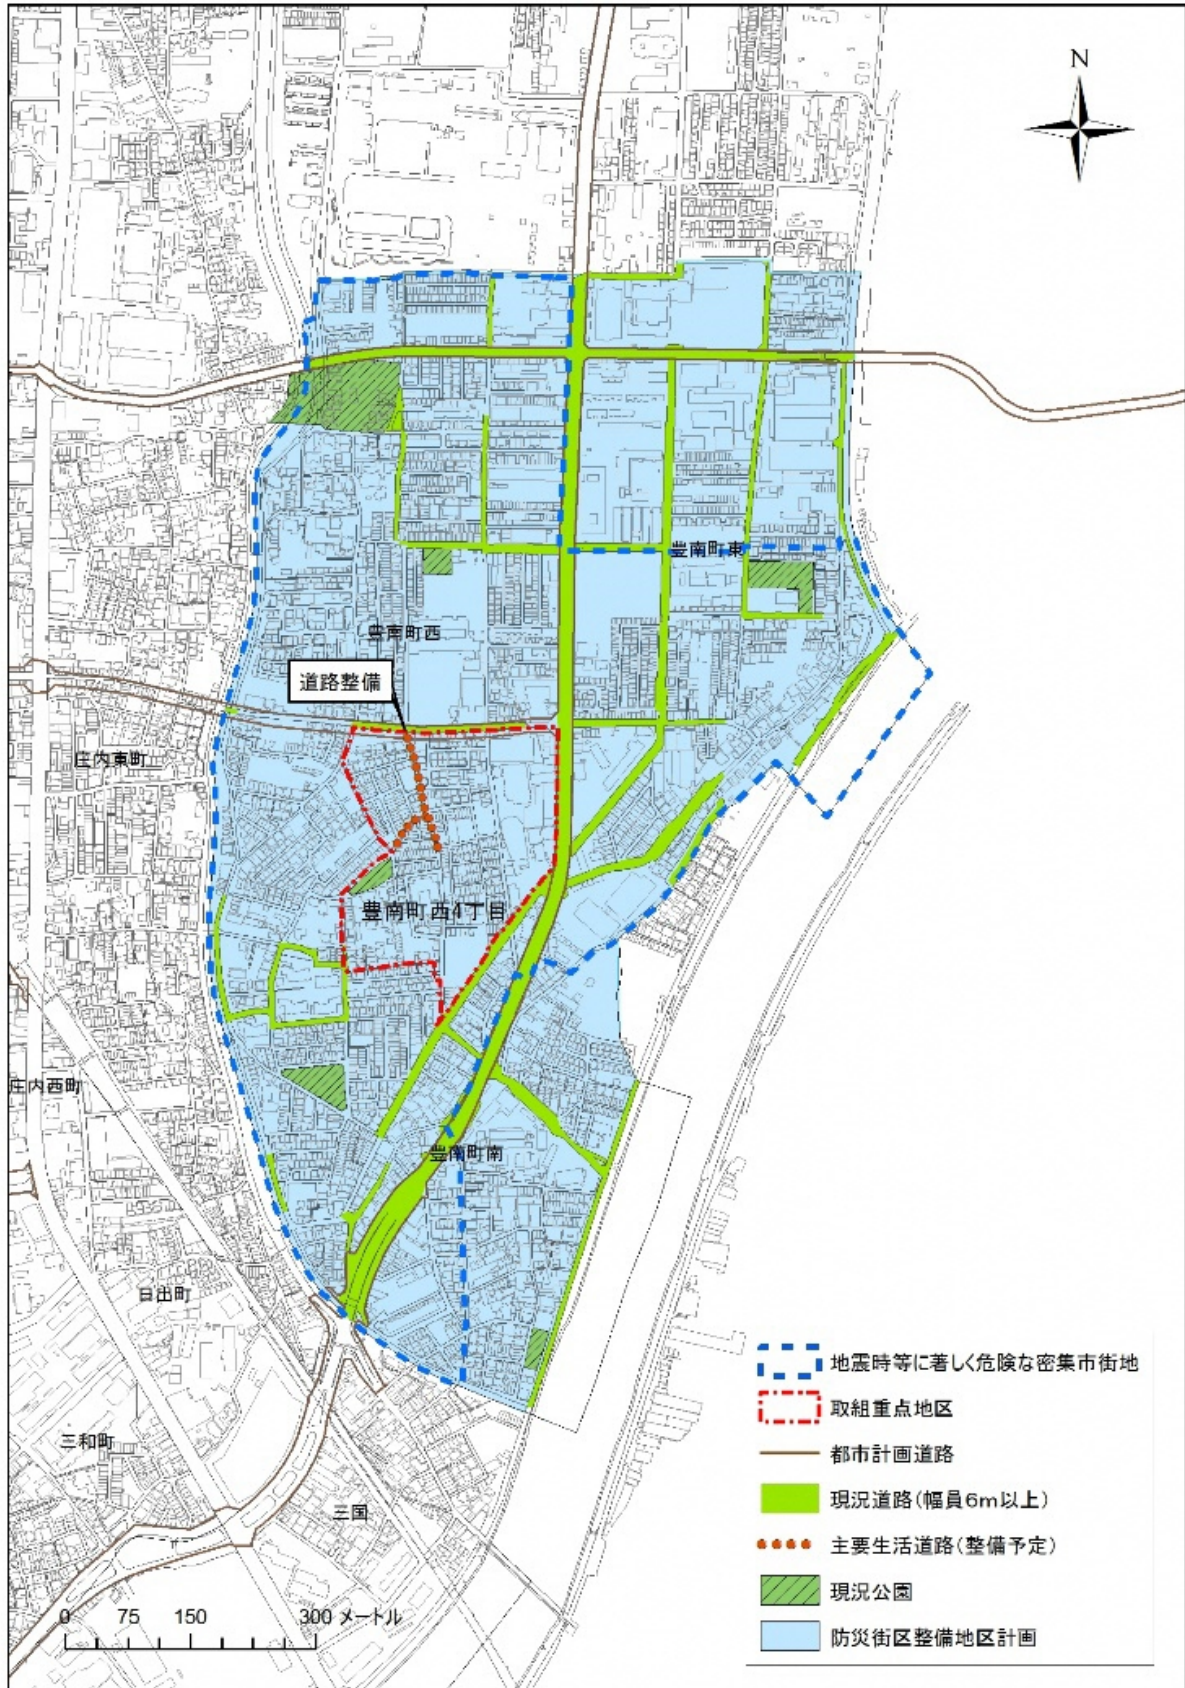 N
豊南町東
豊南町西
道路整備
庄内東町
豊南町西4丁目
庄内西町
豊南町南
日出町
三和町
三国
0 75 150 300 メートル
地震時等に著しく危険な密集市街地
取組重点地区
都市計画道路
現況道路(幅員6m以上)
主要生活道路(整備予定)
現況公園
防災街区整備地区計画